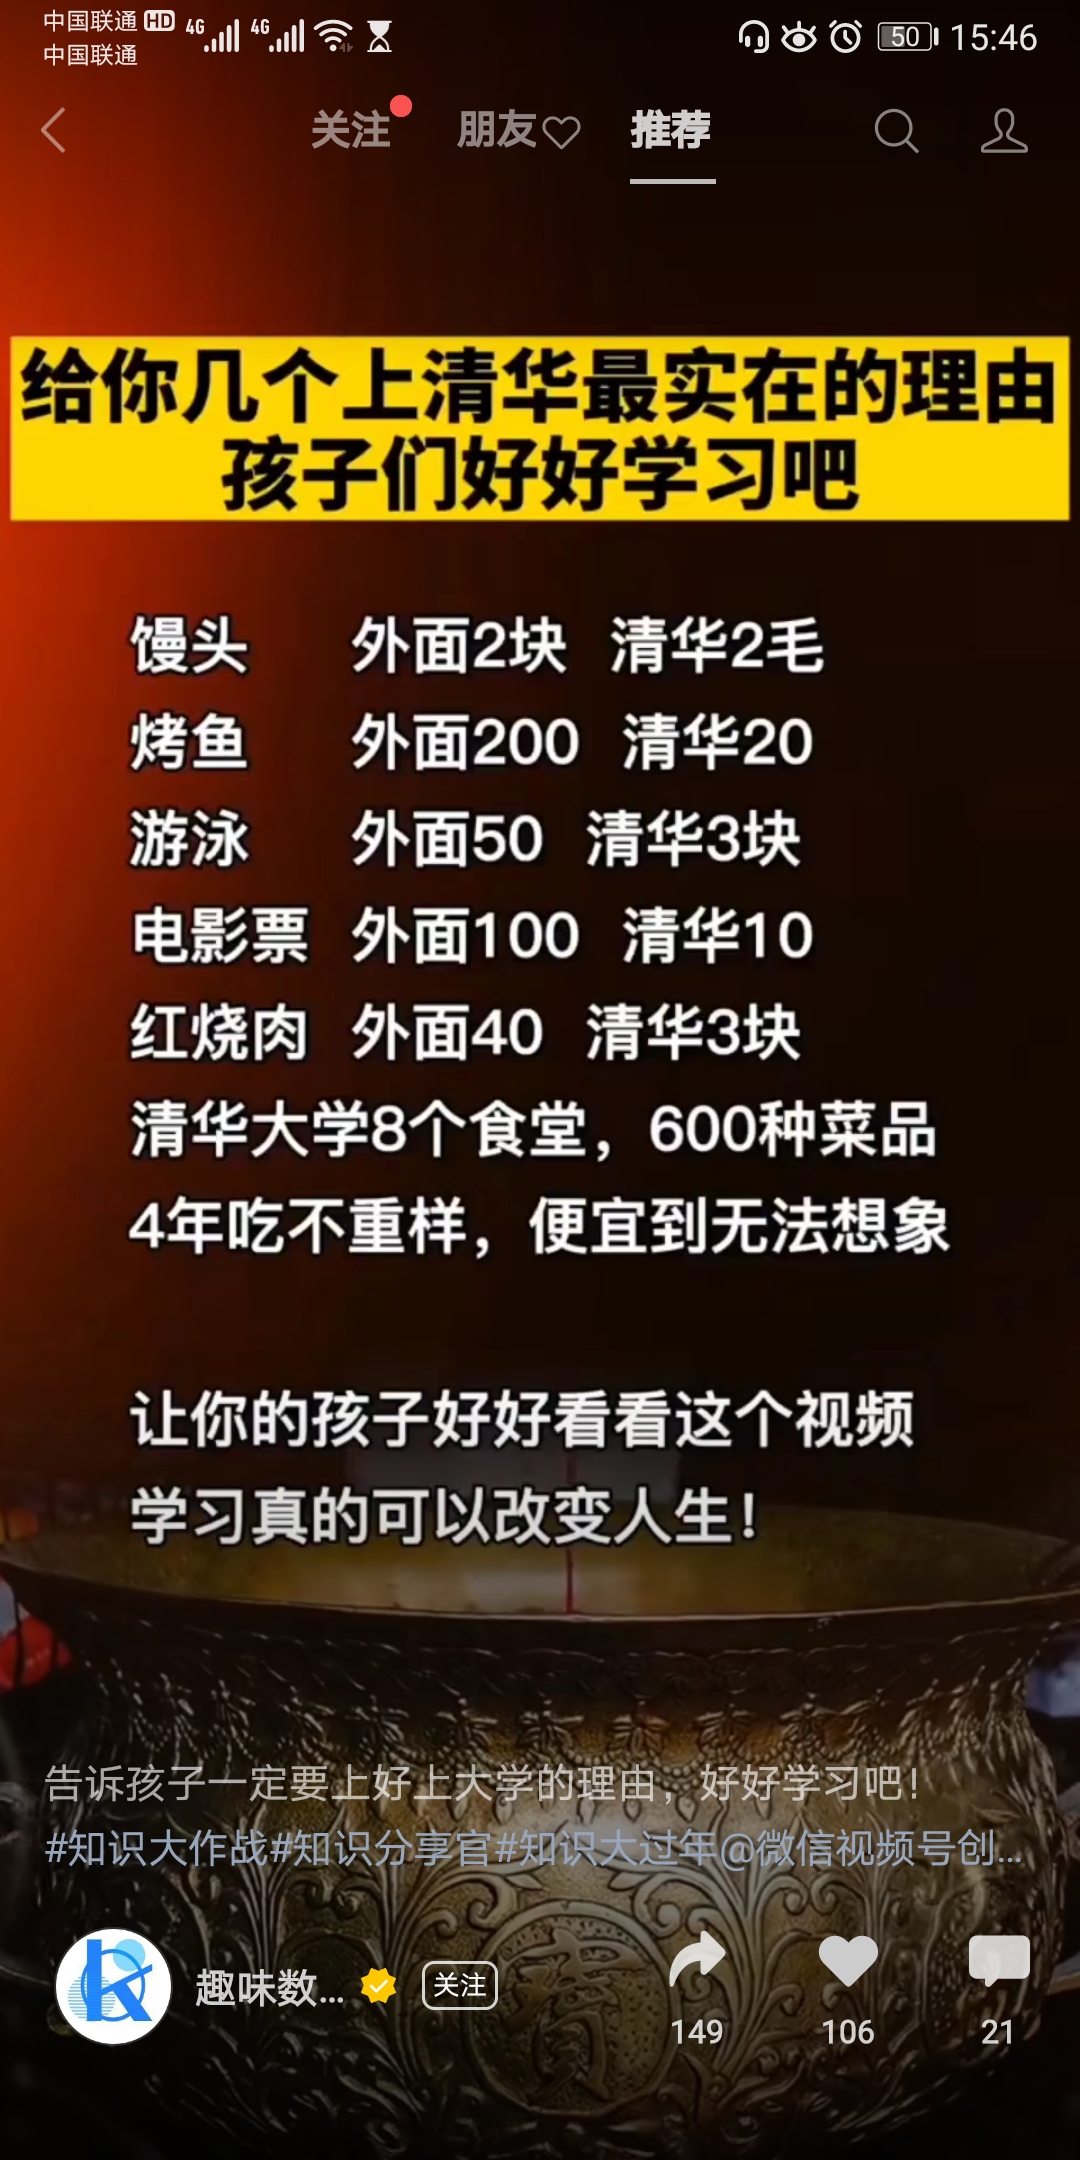 中国联通 HD 4G 4G 50 15:46
中国联通
关注 朋友 推荐
给你几个上清华最实在的理由
孩子们好好学习吧
馒头 外面2块 清华2毛
烤鱼 外面200 清华20
游泳 外面50 清华3块
电影票 外面100 清华10
红烧肉 外面40 清华3块
清华大学8个食堂，600种菜品
4年吃不重样，便宜到无法想象
让你的孩子好好看看这个视频
学习真的可以改变人生！
告诉孩子一定要上好上大学的理由，好好学习吧！
#知识大作战#知识分享官#知识大过年@微信视频号创...
趣味数... 关注
149 106 21